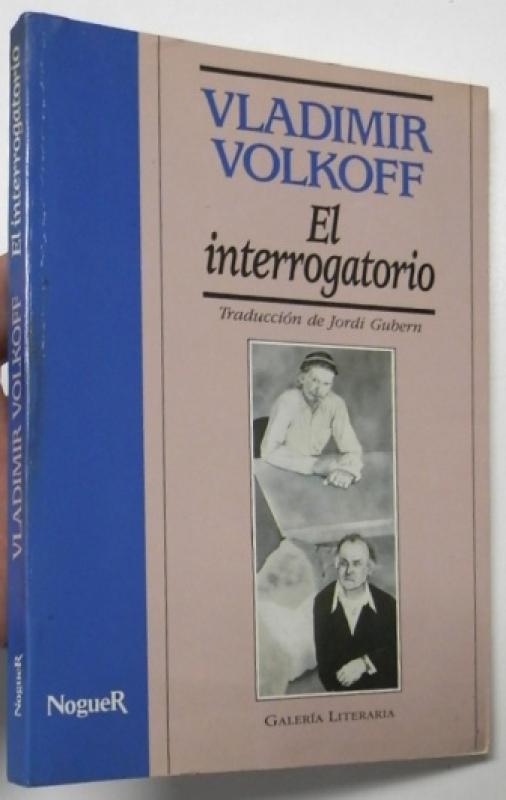 VLADIMIR
VOLKOFF
El
interrogatorio
Traducción de Jordi Gubern
GALERÍA LITERARIA
NogueR
NogueR VLADIMIR VOLKOFF El interrogatorio